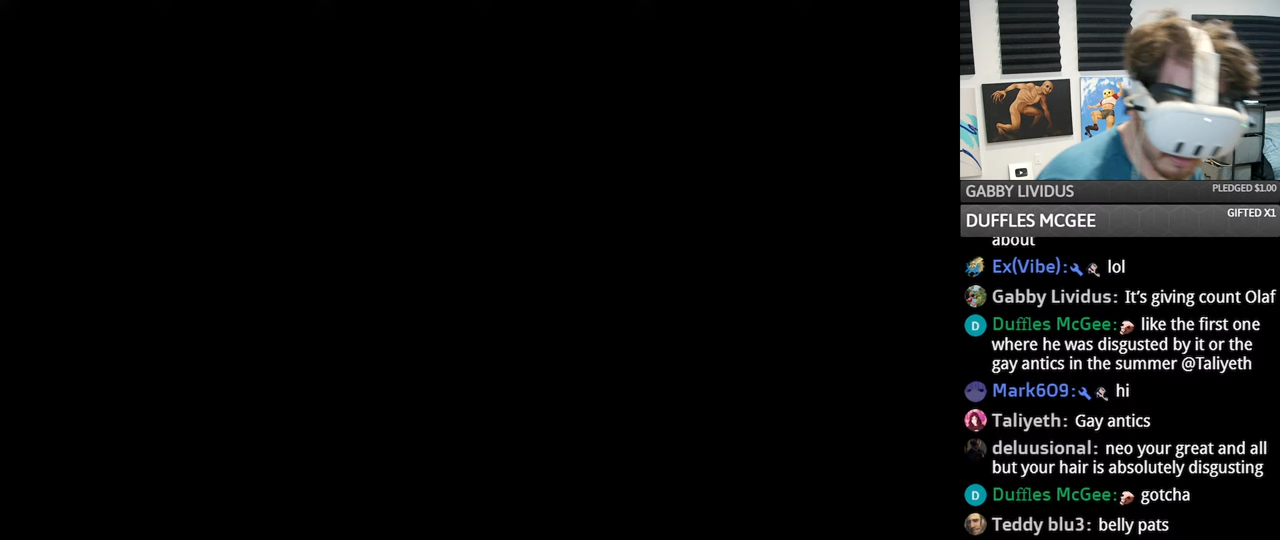 GABBY LIVIDUS PLEDGED $1.00
DUFFLES MCGEE GIFTED X1
about
Ex(Vibe): lol
Gabby Lividus: It's giving count Olaf
D Duffles McGee: like the first one
where he was disgusted by it or the
gay antics in the summer @Taliyeth
Mark609: hi
Taliyeth: Gay antics
deluusional: neo your great and all
but your hair is absolutely disgusting
D Duffles McGee: gotcha
Teddy blu3: belly pats